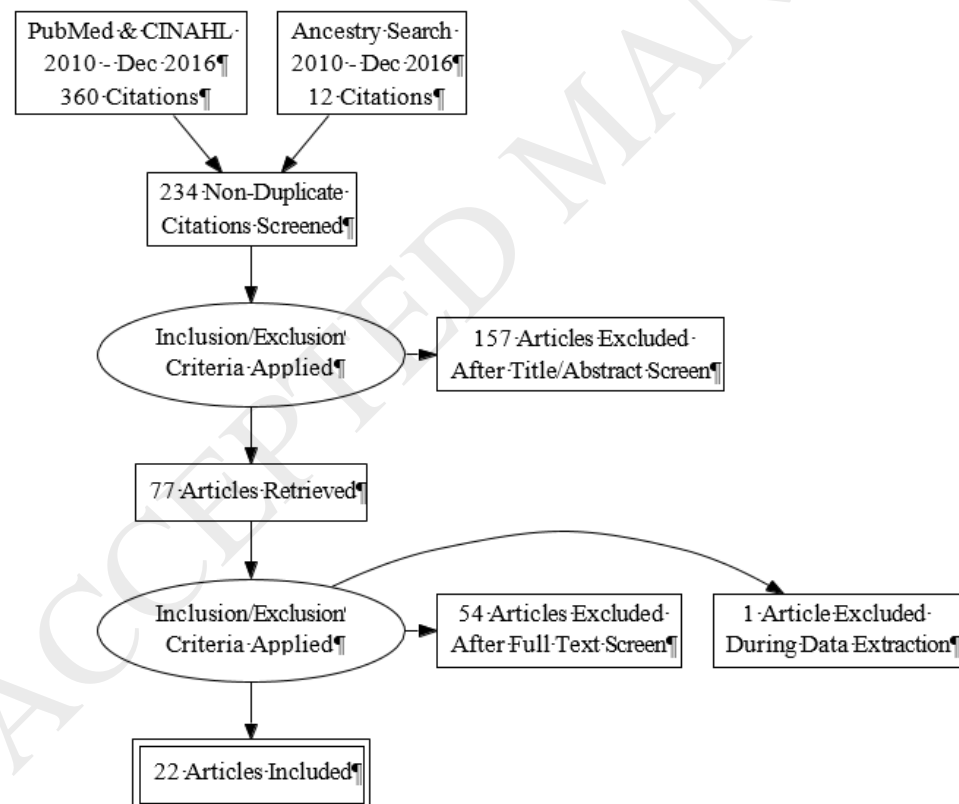 PubMed·&·CINAHL·
2010·-·Dec·2016¶
360·Citations¶
Ancestry·Search·
2010·-·Dec·2016¶
12·Citations¶
234·Non-Duplicate·
Citations·Screened¶
Inclusion/Exclusion·
Criteria·Applied¶
157·Articles·Excluded·
After·Title/Abstract·Screen¶
77·Articles·Retrieved¶
Inclusion/Exclusion·
Criteria·Applied¶
54·Articles·Excluded·
After·Full·Text·Screen¶
1·Article·Excluded·
During·Data·Extraction¶
22·Articles·Included¶
ACCEPTED MAN